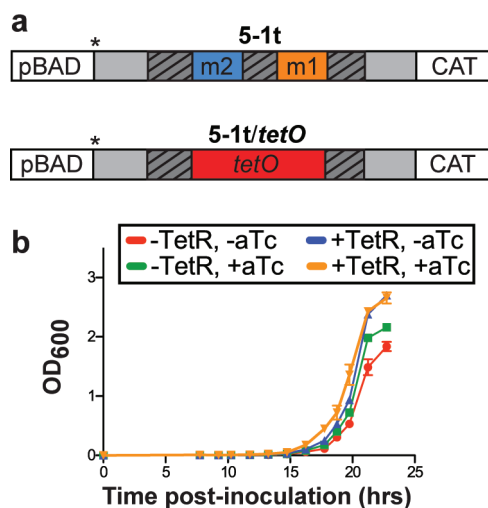 a
5-1t
*
pBAD m2 m1 CAT
5-1t/tetO
*
pBAD tetO CAT
b
-TetR, -aTc +TetR, -aTc
-TetR, +aTc +TetR, +aTc
3
2
1
0
OD600
0 5 10 15 20 25
Time post-inoculation (hrs)